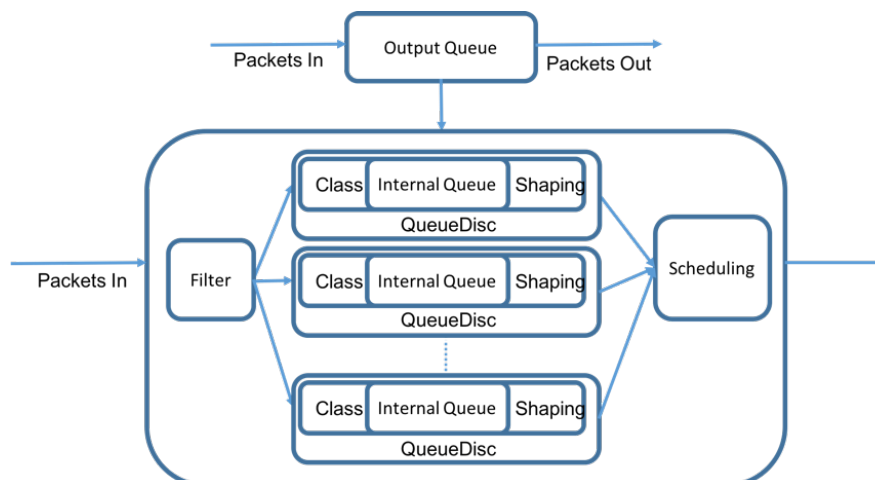 Output Queue
Packets In
Packets Out
Class
Internal Queue
Shaping
QueueDisc
Packets In
Filter
Class
Internal Queue
Shaping
QueueDisc
Scheduling
Class
Internal Queue
Shaping
QueueDisc